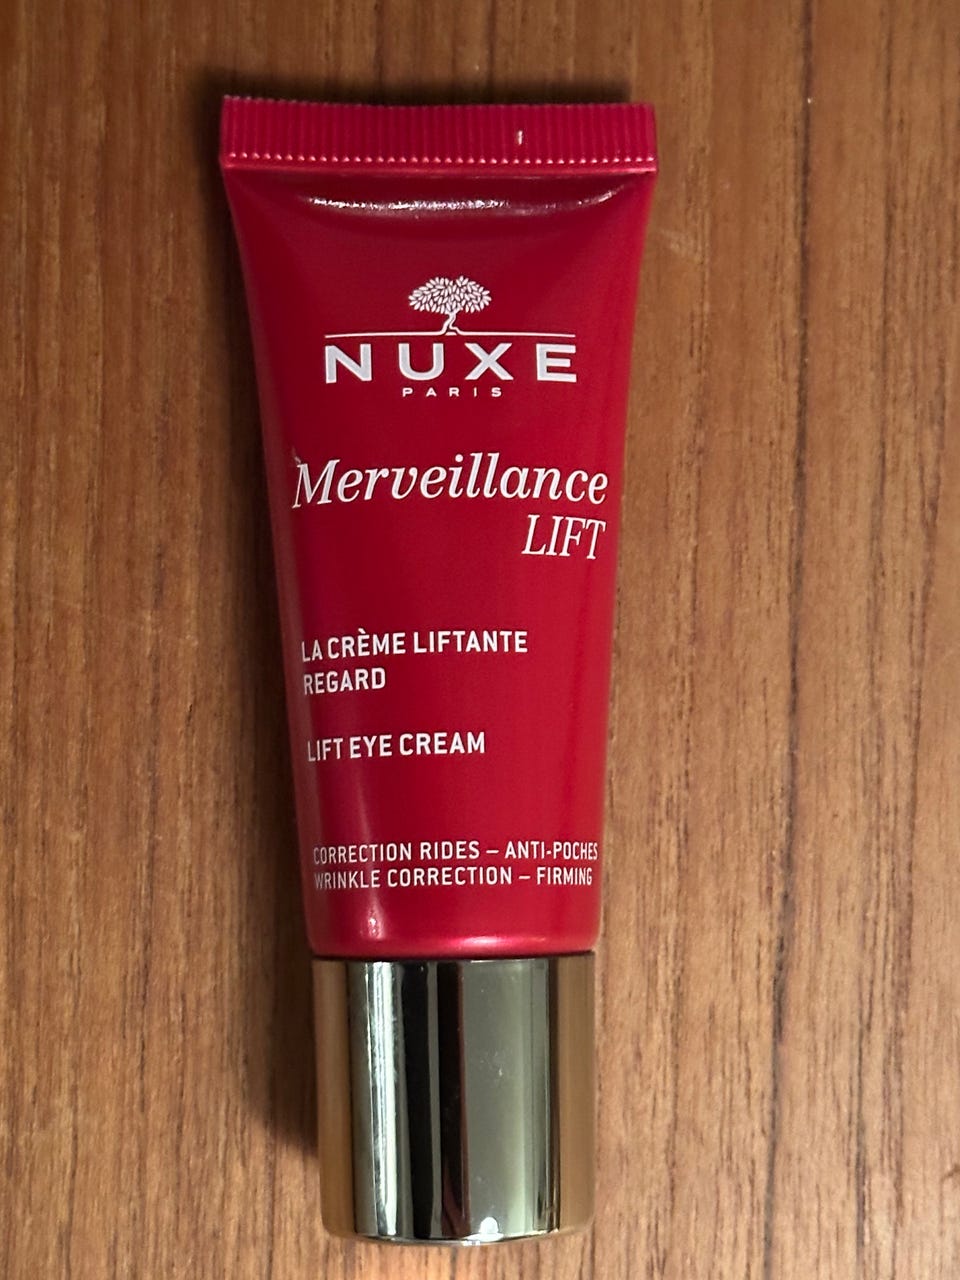 NUXE
PARIS
Merveillance
LIFT
LA CRÈME LIFTANTE
REGARD
LIFT EYE CREAM
CORRECTION RIDES – ANTI-POCHES
WRINKLE CORRECTION – FIRMING